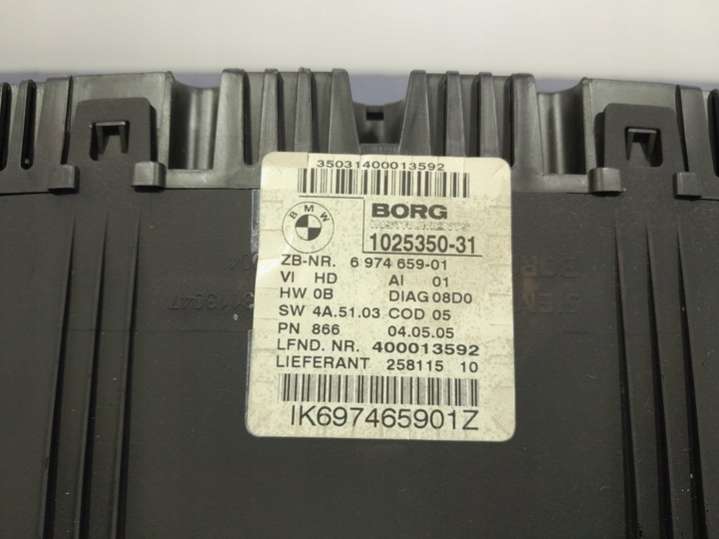 35031400013592
BMW
BORG
INSTRUMENTS
1025350-31
ZB-NR. 6 974 659-01
VI HD AI 01
HW 0B DIAG 08D0
SW 4A.51.03 COD 05
PN 866 04.05.05
LFND. NR. 400013592
LIEFERANT 258115 10
IK697465901Z